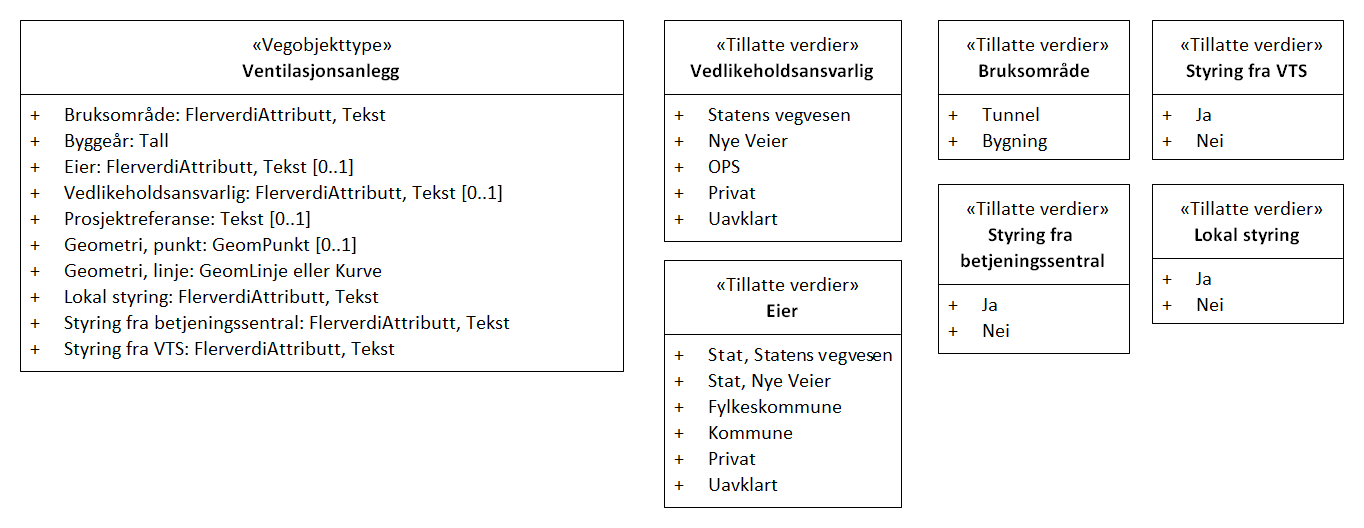 «Vegobjekttype»
Ventilasjonsanlegg
+ Bruksområde: FlerverdiAttributt, Tekst
+ Byggeår: Tall
+ Eier: FlerverdiAttributt, Tekst [0..1]
+ Vedlikeholdsansvarlig: FlerverdiAttributt, Tekst [0..1]
+ Prosjektreferanse: Tekst [0..1]
+ Geometri, punkt: GeomPunkt [0..1]
+ Geometri, linje: GeomLinje eller Kurve
+ Lokal styring: FlerverdiAttributt, Tekst
+ Styring fra betjeningssentral: FlerverdiAttributt, Tekst
+ Styring fra VTS: FlerverdiAttributt, Tekst
«Tillatte verdier»
Vedlikeholdsansvarlig
+ Statens vegvesen
+ Nye Veier
+ OPS
+ Privat
+ Uavklart
«Tillatte verdier»
Eier
+ Stat, Statens vegvesen
+ Stat, Nye Veier
+ Fylkeskommune
+ Kommune
+ Privat
+ Uavklart
«Tillatte verdier»
Bruksområde
+ Tunnel
+ Bygning
«Tillatte verdier»
Styring fra
betjeningssentral
+ Ja
+ Nei
«Tillatte verdier»
Styring fra VTS
+ Ja
+ Nei
«Tillatte verdier»
Lokal styring
+ Ja
+ Nei